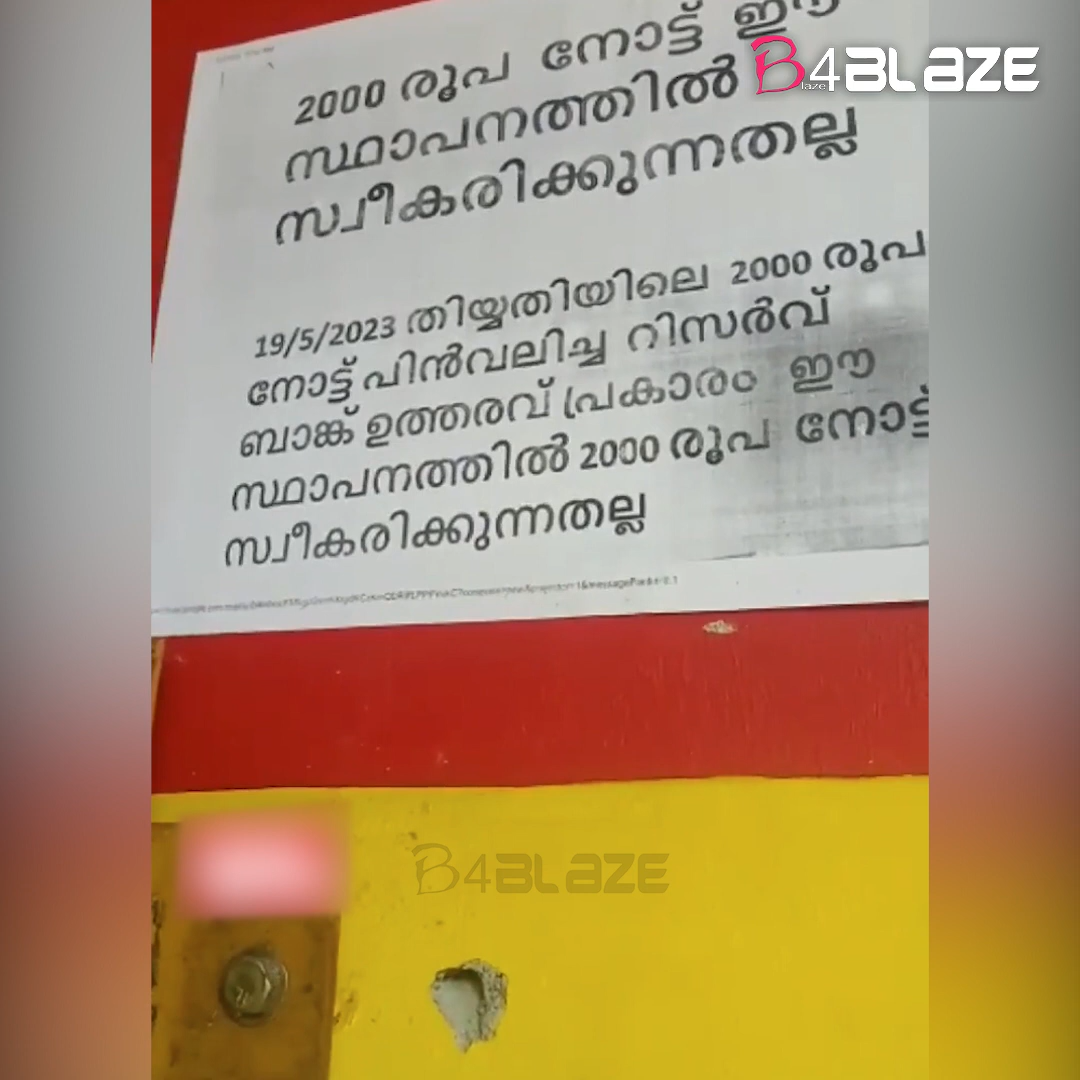 2000 രൂപ നോട്ട് ഈ
സ്ഥാപനത്തിൽ
സ്വീകരിക്കുന്നതല്ല
19/5/2023 തിയ്യതിയിലെ 2000 രൂപ
നോട്ട് പിൻവലിച്ച റിസർവ്
ബാങ്ക് ഉത്തരവ് പ്രകാരം ഈ
സ്ഥാപനത്തിൽ 2000 രൂപ നോട്ട്
സ്വീകരിക്കുന്നതല്ല
B4BLAZE
B4BLAZE